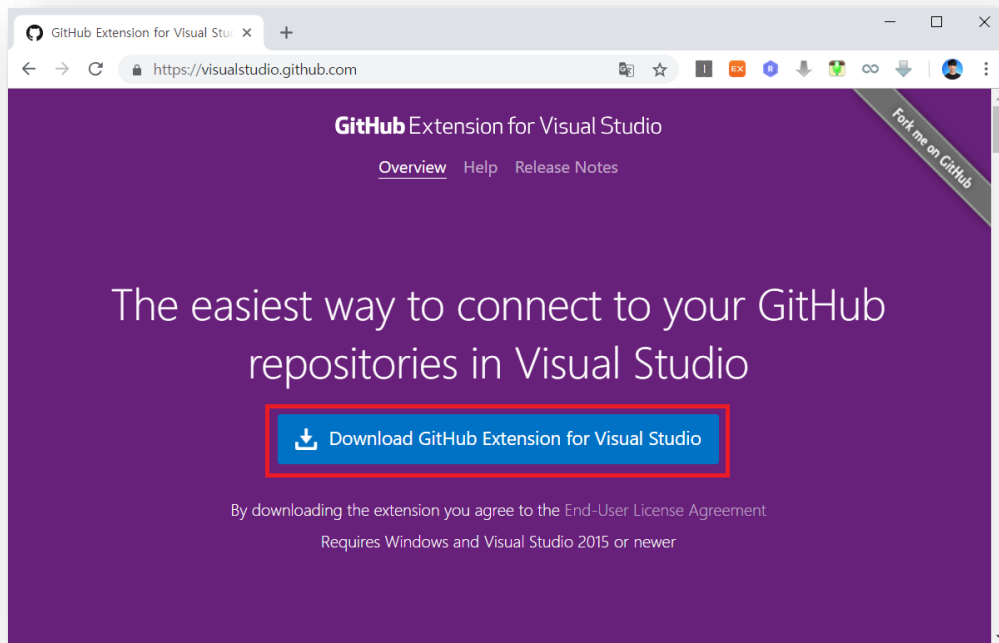 GitHub Extension for Visual Stu
https://visualstudio.github.com
EX
R
GitHub Extension for Visual Studio
Fork me on GitHub
Overview Help Release Notes
The easiest way to connect to your GitHub
repositories in Visual Studio
Download GitHub Extension for Visual Studio
By downloading the extension you agree to the End-User License Agreement
Requires Windows and Visual Studio 2015 or newer